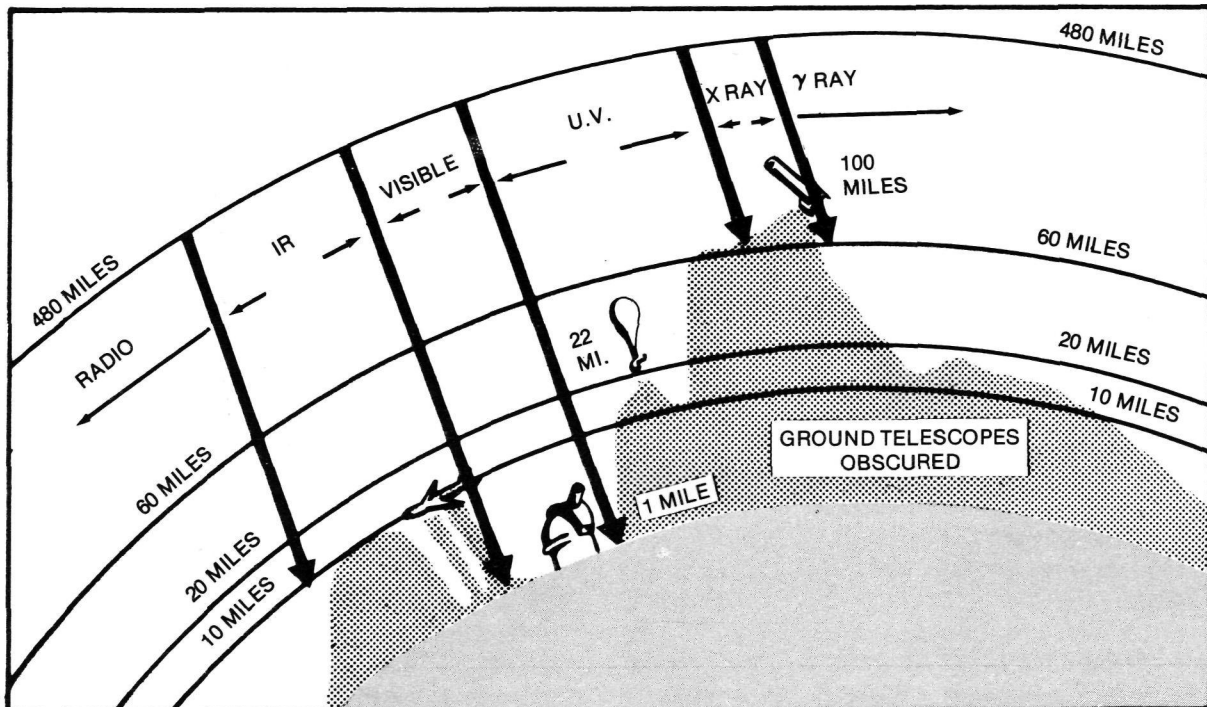 480 MILES
X RAY
γ RAY
U.V.
VISIBLE
IR
RADIO
480 MILES
100
MILES
60 MILES
22
MI.
20 MILES
10 MILES
GROUND TELESCOPES
OBSCURED
1 MILE
60 MILES
20 MILES
10 MILES